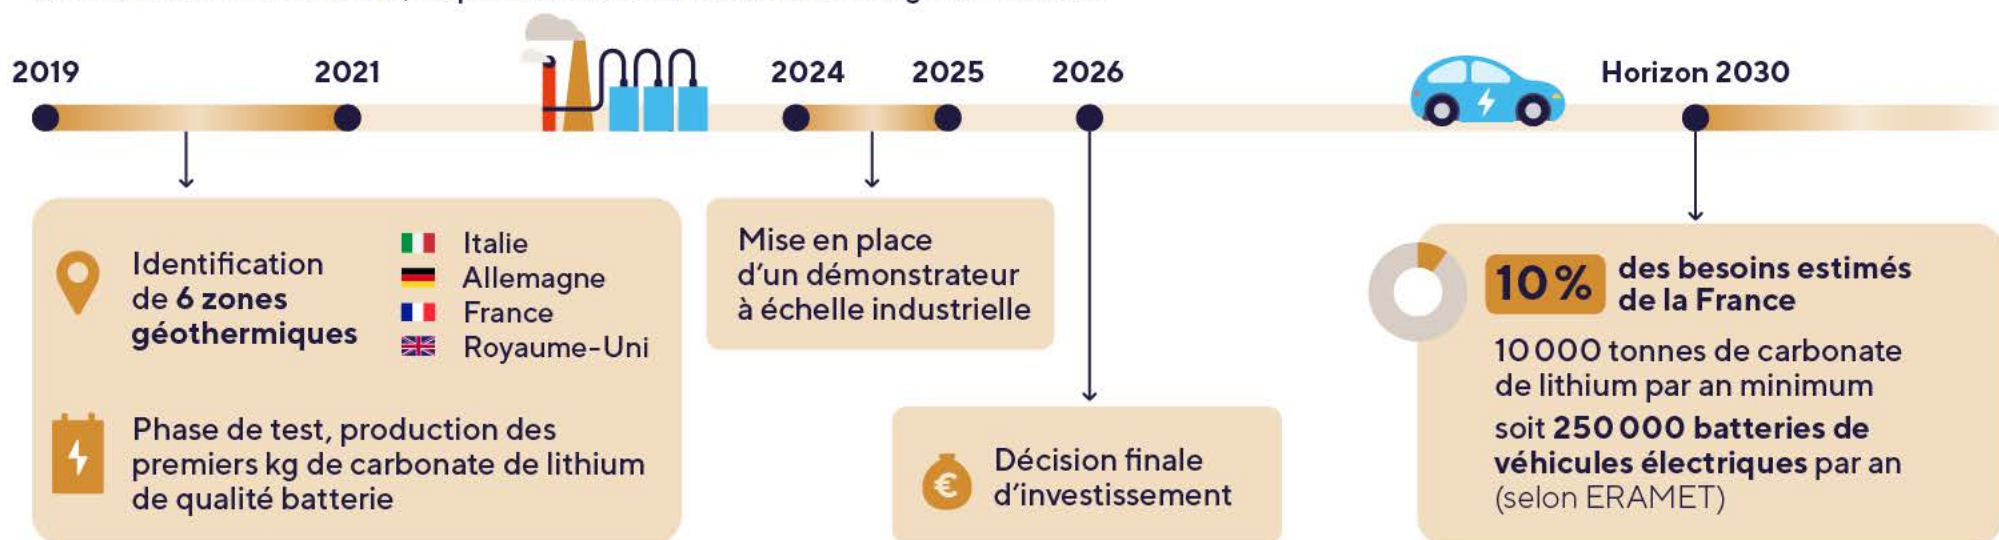 2019
2021
2024
2025
2026
Horizon 2030
Identification
de 6 zones
géothermiques
Italie
Allemagne
France
Royaume-Uni
Phase de test, production des
premiers kg de carbonate de lithium
de qualité batterie
Mise en place
d’un démonstrateur
à échelle industrielle
€
Décision finale
d’investissement
10 %
des besoins estimés
de la France
10 000 tonnes de carbonate
de lithium par an minimum
soit 250 000 batteries de
véhicules électriques par an
(selon ERAMET)